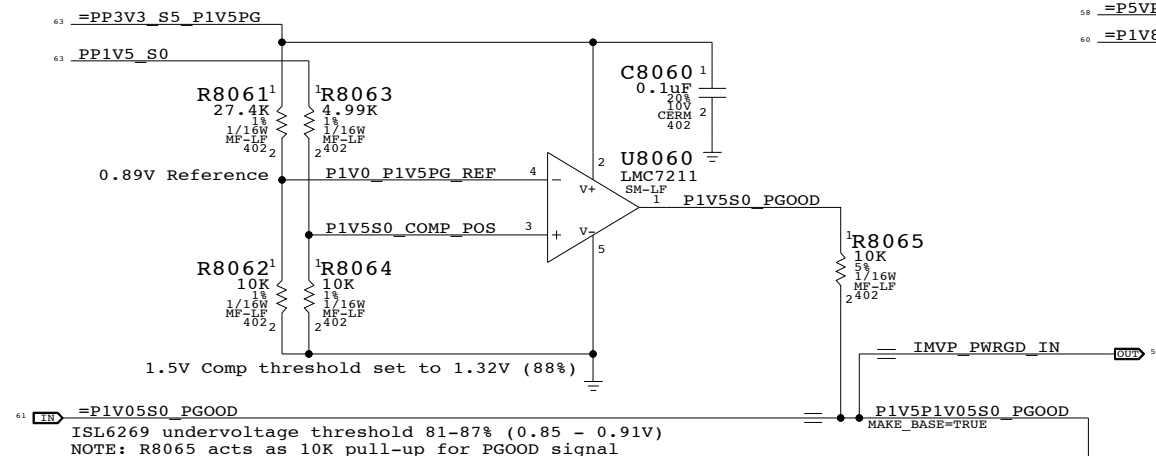 63 =PP3V3_S5_P1V5PG
58 =P5VP
63 PP1V5_S0
60 =P1V8
R8061 1
27.4K
1%
1/16W
MF-LF
402 2
1 R8063
4.99K
1%
1/16W
MF-LF
2 402
C8060 1
0.1uF
20%
10V
CERM 2
402
0.89V Reference
P1V0_P1V5PG_REF 4
P1V5S0_COMP_POS 3
2 U8060
LMC7211
SM-LF
V+
V-
1
5
P1V5S0_PGOOD
R8062 1
10K
1%
1/16W
MF-LF
402 2
1 R8064
10K
1%
1/16W
MF-LF
2 402
1 R8065
10K
5%
1/16W
MF-LF
2 402
1.5V Comp threshold set to 1.32V (88%)
IMVP_PWRGD_IN OUT 5
61 IN =P1V05S0_PGOOD
P1V5P1V05S0_PGOOD
MAKE_BASE=TRUE
ISL6269 undervoltage threshold 81-87% (0.85 - 0.91V)
NOTE: R8065 acts as 10K pull-up for PGOOD signal